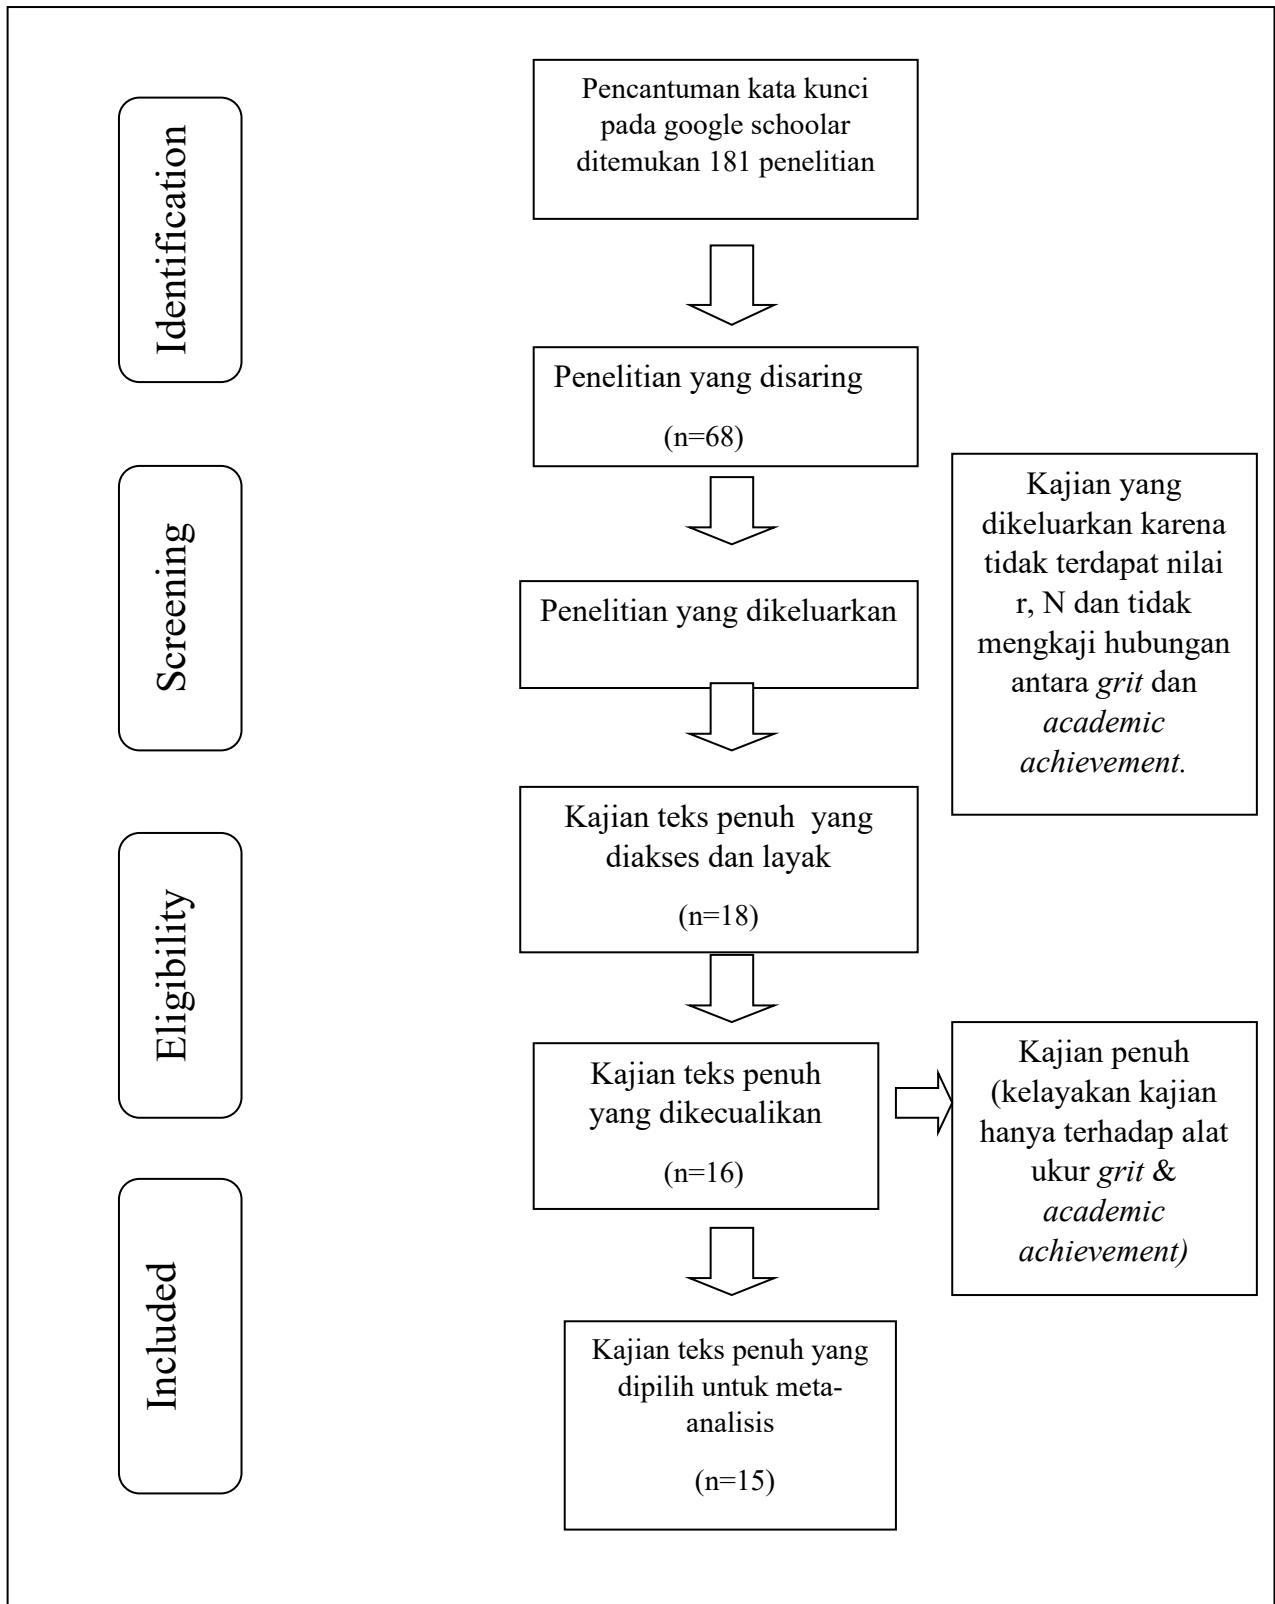 Identification
Pencantuman kata kunci
pada google schoolar
ditemukan 181 penelitian
Penelitian yang disaring
(n=68)
Screening
Penelitian yang dikeluarkan
Kajian yang
dikeluarkan karena
tidak terdapat nilai
r, N dan tidak
mengkaji hubungan
antara grit dan
academic
achievement.
Eligibility
Kajian teks penuh yang
diakses dan layak
(n=18)
Kajian teks penuh
yang dikecualikan
(n=16)
Kajian penuh
(kelayakan kajian
hanya terhadap alat
ukur grit &
academic
achievement)
Included
Kajian teks penuh yang
dipilih untuk meta-
analisis
(n=15)